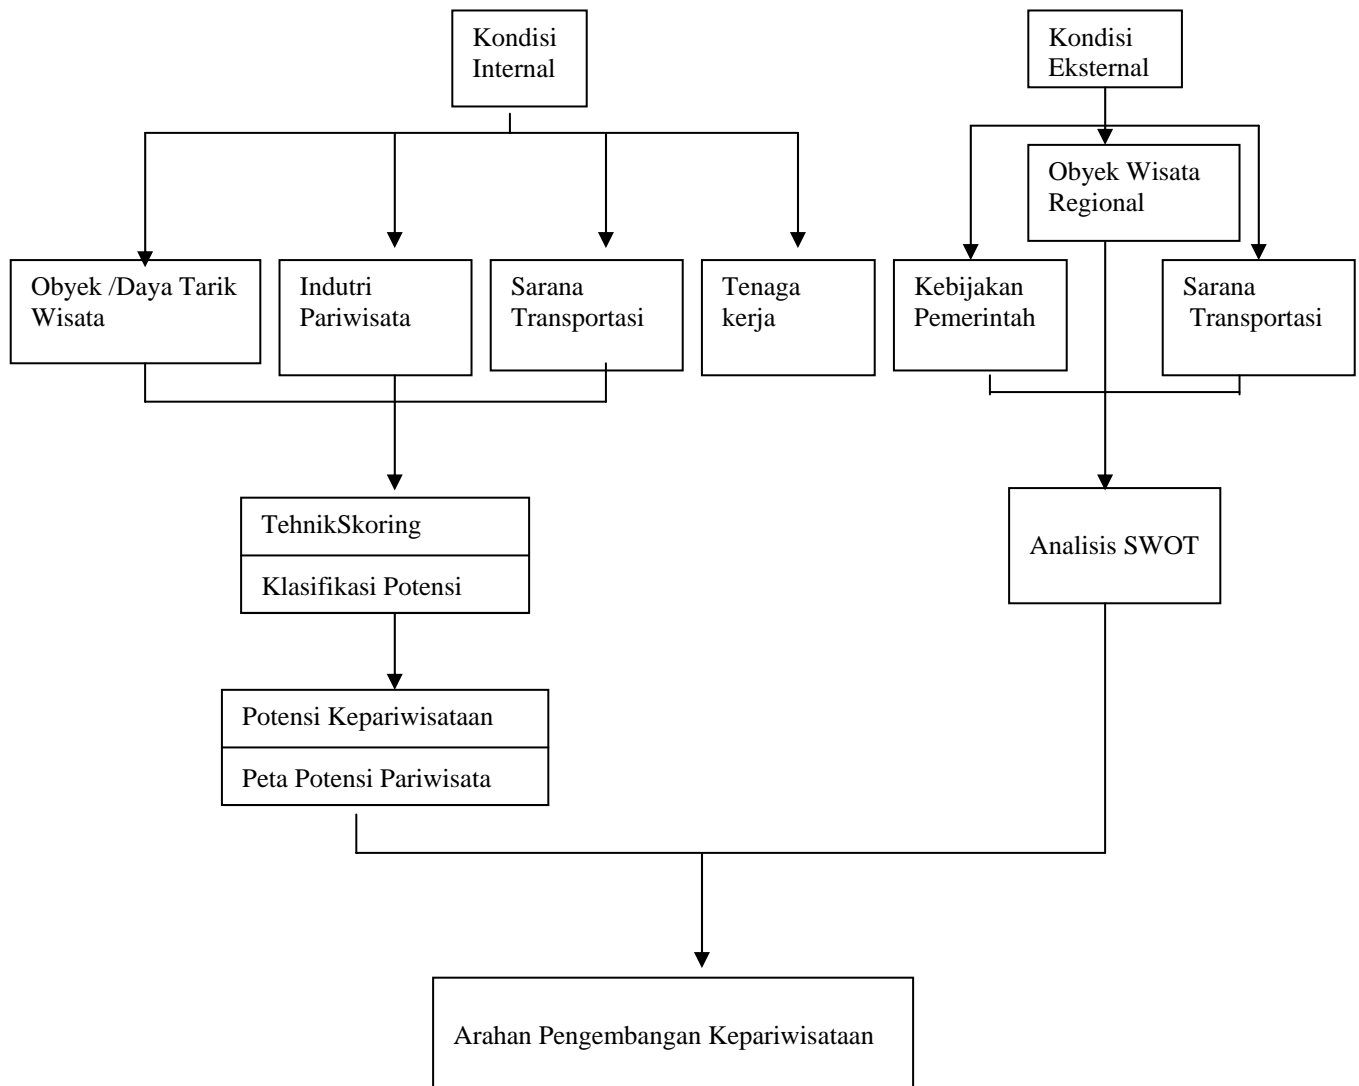 Kondisi
Internal
Kondisi
Eksternal
Obyek Wisata
Regional
Obyek /Daya Tarik
Wisata
Indutri
Pariwisata
Sarana
Transportasi
Tenaga
kerja
Kebijakan
Pemerintah
Sarana
Transportasi
TehnikSkoring
Klasifikasi Potensi
Analisis SWOT
Potensi Kepariwisataan
Peta Potensi Pariwisata
Arahan Pengembangan Kepariwisataan